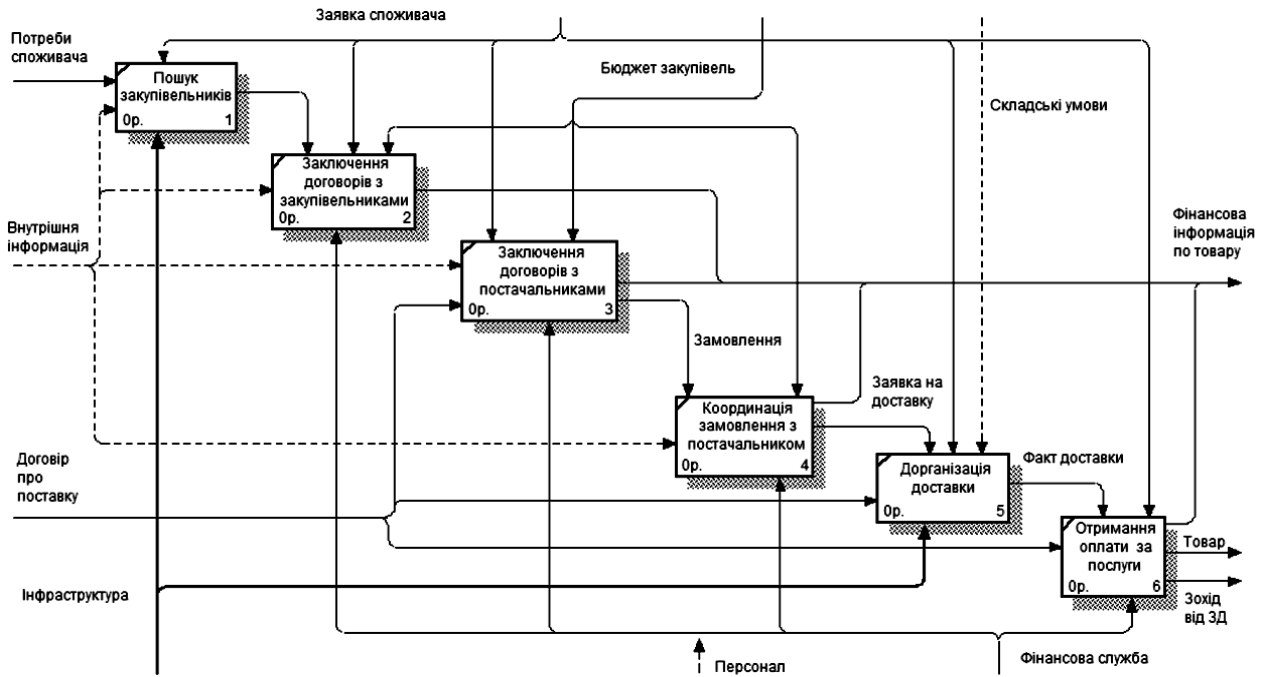 Заявка споживача
Потреби
споживача
Бюджет закупівель
Складські умови
Пошук
закупівельників
0р. 1
Заключення
договорів з
закупівельниками
0р. 2
Внутрішня
інформація
Фінансова
інформація
по товару
Заключення
договорів з
постачальниками
0р. 3
Замовлення
Заявка на
доставку
Координація
замовлення з
постачальником
0р. 4
Договір
про
поставку
Факт доставки
Дорганізація
доставки
0р. 5
Отримання
оплати за
послуги
0р. 6
Товар
Зохід
від ЗД
Інфраструктура
Фінансова служба
Персонал